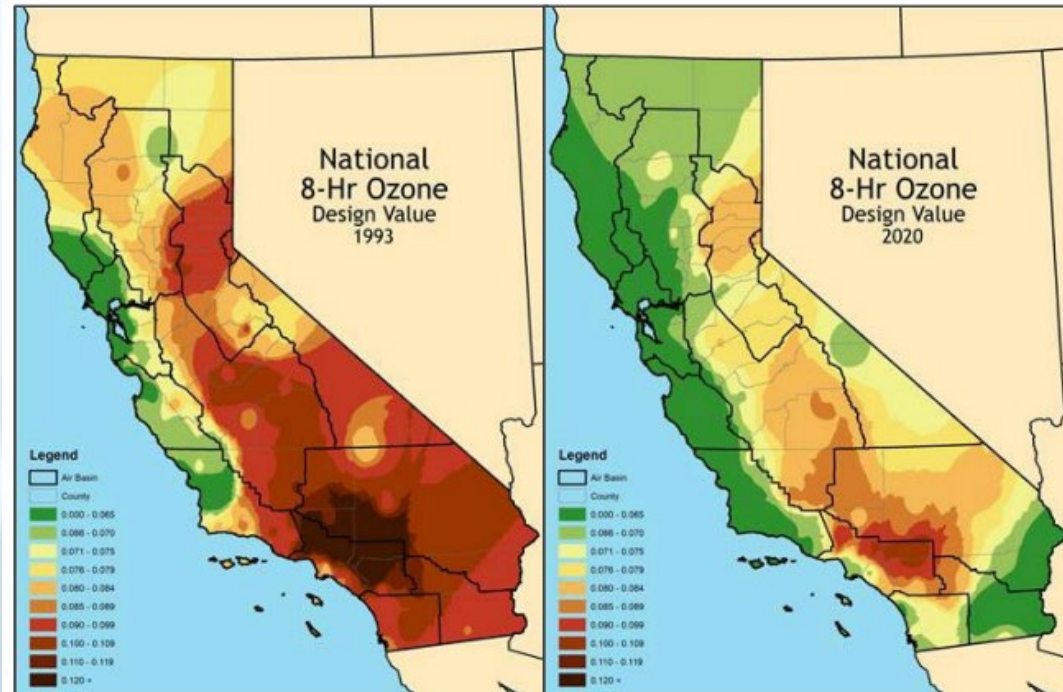 National
8-Hr Ozone
Design Value
1993
Legend
Air Basin
County
0.000 - 0.065
0.066 - 0.070
0.071 - 0.075
0.076 - 0.079
0.080 - 0.084
0.085 - 0.089
0.090 - 0.099
0.100 - 0.109
0.110 - 0.119
0.120 +
National
8-Hr Ozone
Design Value
2020
Legend
Air Basin
County
0.000 - 0.065
0.066 - 0.070
0.071 - 0.075
0.076 - 0.079
0.080 - 0.084
0.085 - 0.089
0.090 - 0.099
0.100 - 0.109
0.110 - 0.119
0.120 +